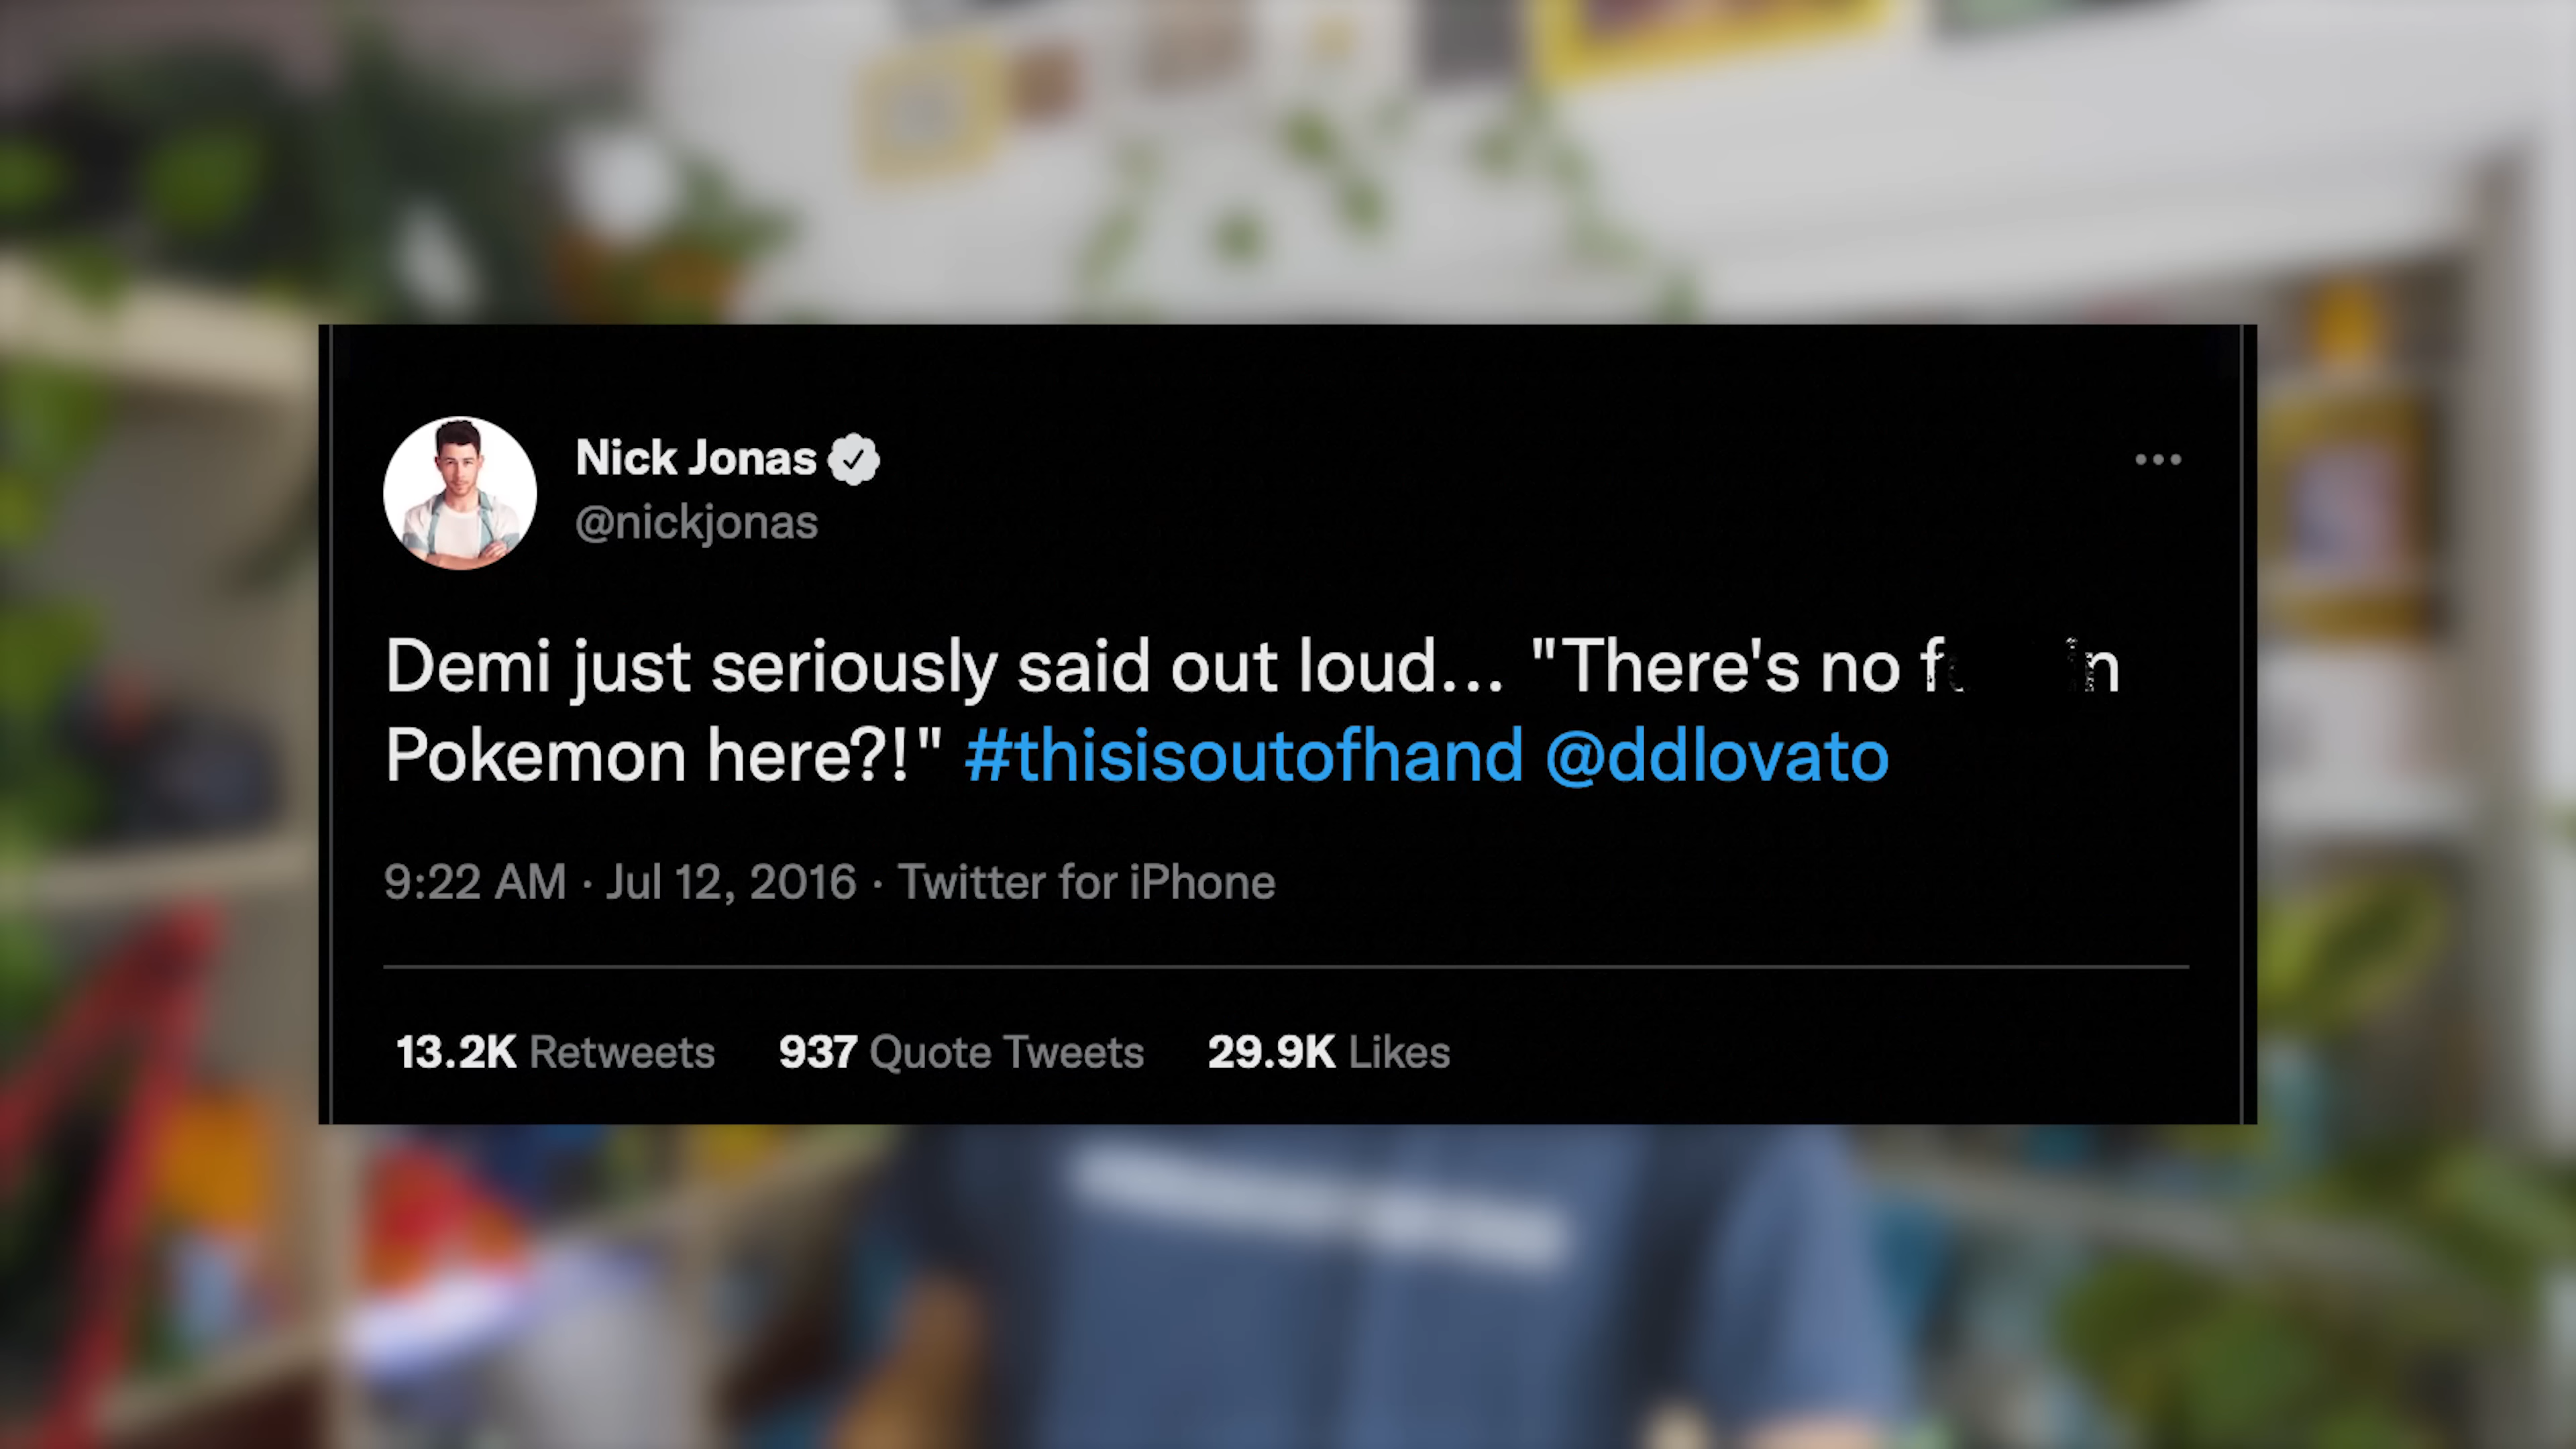 Nick Jonas
@nickjonas
Demi just seriously said out loud... "There's no
Pokemon here?!" #thisisoutofhand @ddlovato
9:22 AM · Jul 12, 2016 · Twitter for iPhone
13.2K Retweets 937 Quote Tweets 29.9K Likes